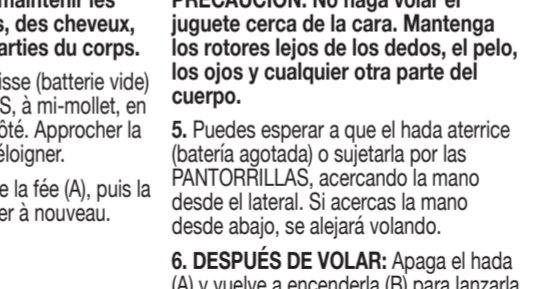 maintenir les
s, des cheveux,
arties du corps.
isse (batterie vide)
S, à mi-mollet, en
ôté. Approcher la
éloigner.
e la fée (A), puis la
er à nouveau.
PRECAUCIÓN: No haga volar el
juguete cerca de la cara. Mantenga
los rotores lejos de los dedos, el pelo,
los ojos y cualquier otra parte del
cuerpo.
5. Puedes esperar a que el hada aterrice
(batería agotada) o sujetarla por las
PANTORRILLAS, acercando la mano
desde el lateral. Si acercas la mano
desde abajo, se alejará volando.
6. DESPUÉS DE VOLAR: Apaga el hada
(A) y vuelve a encenderla (B) para lanzarla